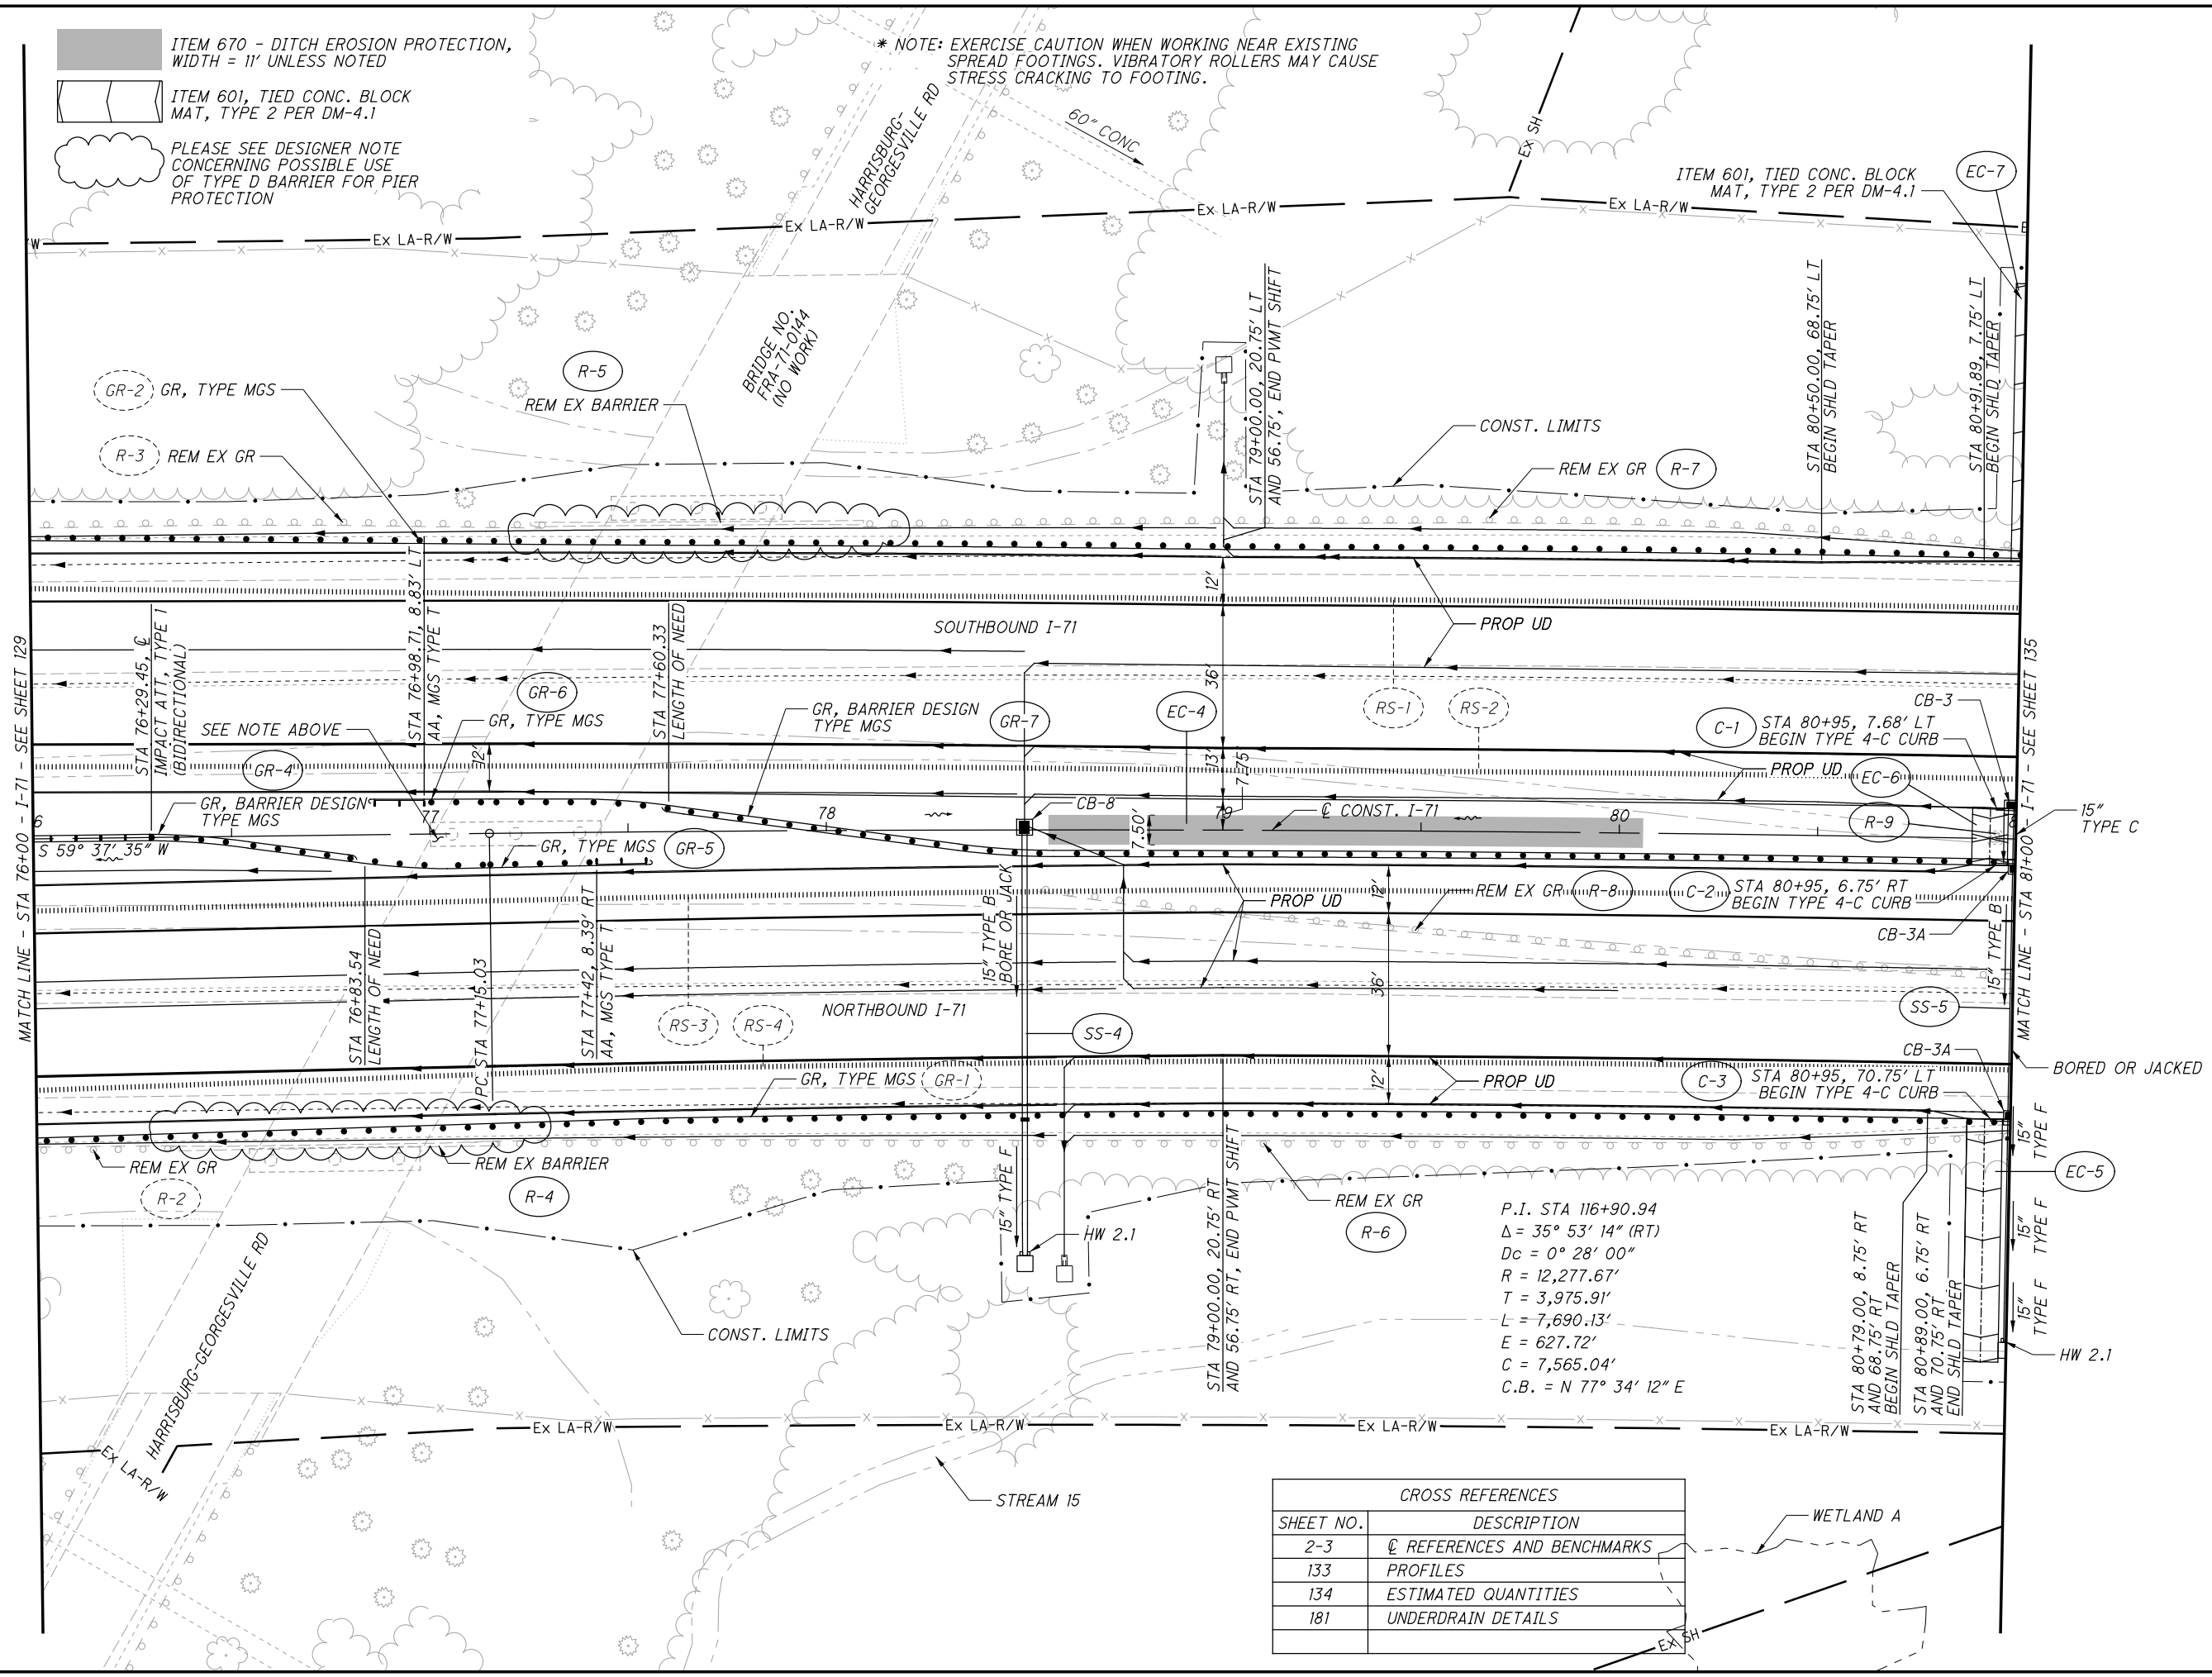 ITEM 670 - DITCH EROSION PROTECTION,
WIDTH = 11' UNLESS NOTED
ITEM 601, TIED CONC. BLOCK
MAT, TYPE 2 PER DM-4.1
PLEASE SEE DESIGNER NOTE
CONCERNING POSSIBLE USE
OF TYPE D BARRIER FOR PIER
PROTECTION
* NOTE: EXERCISE CAUTION WHEN WORKING NEAR EXISTING
SPREAD FOOTINGS. VIBRATORY ROLLERS MAY CAUSE
STRESS CRACKING TO FOOTING.
HARRISBURG-
GEORGESVILLE RD
60" CONC
Ex SH
ITEM 601, TIED CONC. BLOCK
MAT, TYPE 2 PER DM-4.1
EC-7
/W
Ex LA-R/W
Ex LA-R/W
Ex LA-R/W
Ex LA-R/W
E
BRIDGE NO.
FRA-71-0144
(NO WORK)
R-5
REM EX BARRIER
GR-2
GR, TYPE MGS
R-3
REM EX GR
STA 79+00.00, 20.75' LT
AND 56.75', END PVMT SHIFT
CONST. LIMITS
REM EX GR
R-7
STA 80+50.00, 68.75' LT
BEGIN SHLD TAPER
STA 80+91.89, 7.75' LT
BEGIN SHLD TAPER
MATCH LINE - STA 76+00 - I-71 - SEE SHEET 129
STA 76+29.45, ℄
IMPACT ATT, TYPE 1
(BIDIRECTIONAL)
STA 76+98.71, 8.83' LT
AA, MGS TYPE T
GR-6
GR, TYPE MGS
STA 77+60.33
LENGTH OF NEED
SOUTHBOUND I-71
12'
36'
13'
7.75'
PROP UD
RS-1
RS-2
SEE NOTE ABOVE
GR-4
12'
GR, BARRIER DESIGN
TYPE MGS
GR-7
EC-4
CB-3
C-1
STA 80+95, 7.68' LT
BEGIN TYPE 4-C CURB
PROP UD
EC-6
MATCH LINE - STA 81+00 - I-71 - SEE SHEET 135
GR, BARRIER DESIGN
TYPE MGS
6
77
78
79
80
8
CB-8
℄ CONST. I-71
7.50'
R-9
15"
TYPE C
S 59° 37' 35" W
GR, TYPE MGS
GR-5
REM EX GR
R-8
C-2
STA 80+95, 6.75' RT
BEGIN TYPE 4-C CURB
PROP UD
12'
36'
CB-3A
15" TYPE B
BORE OR JACK
15" TYPE B
STA 76+83.54
LENGTH OF NEED
PC STA 77+15.03
STA 77+42, 8.39' RT
AA, MGS TYPE T
RS-3
RS-4
NORTHBOUND I-71
SS-4
SS-5
CB-3A
BORED OR JACKED
GR, TYPE MGS
GR-1
12'
PROP UD
C-3
STA 80+95, 70.75' LT
BEGIN TYPE 4-C CURB
REM EX GR
R-2
REM EX BARRIER
R-4
15" TYPE F
HW 2.1
STA 79+00.00, 20.75' RT
AND 56.75' RT, END PVMT SHIFT
REM EX GR
R-6
15"
TYPE F
EC-5
15"
TYPE F
15"
TYPE F
HW 2.1
P.I. STA 116+90.94
Δ = 35° 53' 14" (RT)
Dc = 0° 28' 00"
R = 12,277.67'
T = 3,975.91'
L = 7,690.13'
E = 627.72'
C = 7,565.04'
C.B. = N 77° 34' 12" E
STA 80+79.00, 8.75' RT
AND 68.75' RT
BEGIN SHLD TAPER
STA 80+89.00, 6.75' RT
AND 70.75' RT
END SHLD TAPER
HARRISBURG-GEORGESVILLE RD
CONST. LIMITS
Ex LA-R/W
Ex LA-R/W
Ex LA-R/W
Ex LA-R/W
Ex LA-R/W
STREAM 15
CROSS REFERENCES
SHEET NO. DESCRIPTION
2-3 ℄ REFERENCES AND BENCHMARKS
133 PROFILES
134 ESTIMATED QUANTITIES
181 UNDERDRAIN DETAILS
WETLAND A
Ex SH